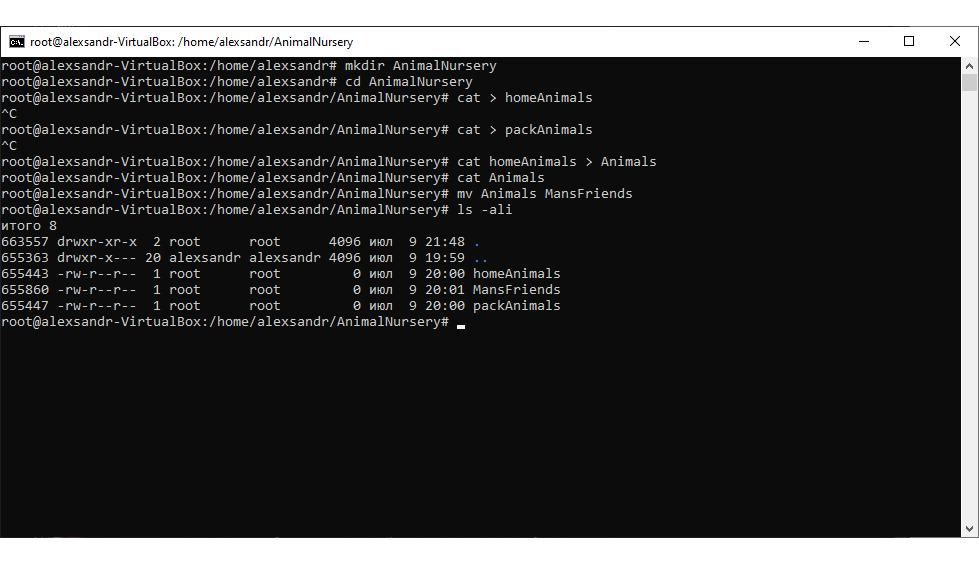 root@alexsandr-VirtualBox: /home/alexsandr/AnimalNursery
root@alexsandr-VirtualBox:/home/alexsandr# mkdir AnimalNursery
root@alexsandr-VirtualBox:/home/alexsandr# cd AnimalNursery
root@alexsandr-VirtualBox:/home/alexsandr/AnimalNursery# cat > homeAnimals
^C
root@alexsandr-VirtualBox:/home/alexsandr/AnimalNursery# cat > packAnimals
^C
root@alexsandr-VirtualBox:/home/alexsandr/AnimalNursery# cat homeAnimals > Animals
root@alexsandr-VirtualBox:/home/alexsandr/AnimalNursery# cat Animals
root@alexsandr-VirtualBox:/home/alexsandr/AnimalNursery# mv Animals MansFriends
root@alexsandr-VirtualBox:/home/alexsandr/AnimalNursery# ls -ali
итого 8
663557 drwxr-xr-x  2 root      root      4096 июл  9 21:48 .
655363 drwxr-x--- 20 alexsandr alexsandr 4096 июл  9 19:59 ..
655443 -rw-r--r--  1 root      root         0 июл  9 20:00 homeAnimals
655860 -rw-r--r--  1 root      root         0 июл  9 20:01 MansFriends
655447 -rw-r--r--  1 root      root         0 июл  9 20:00 packAnimals
root@alexsandr-VirtualBox:/home/alexsandr/AnimalNursery#